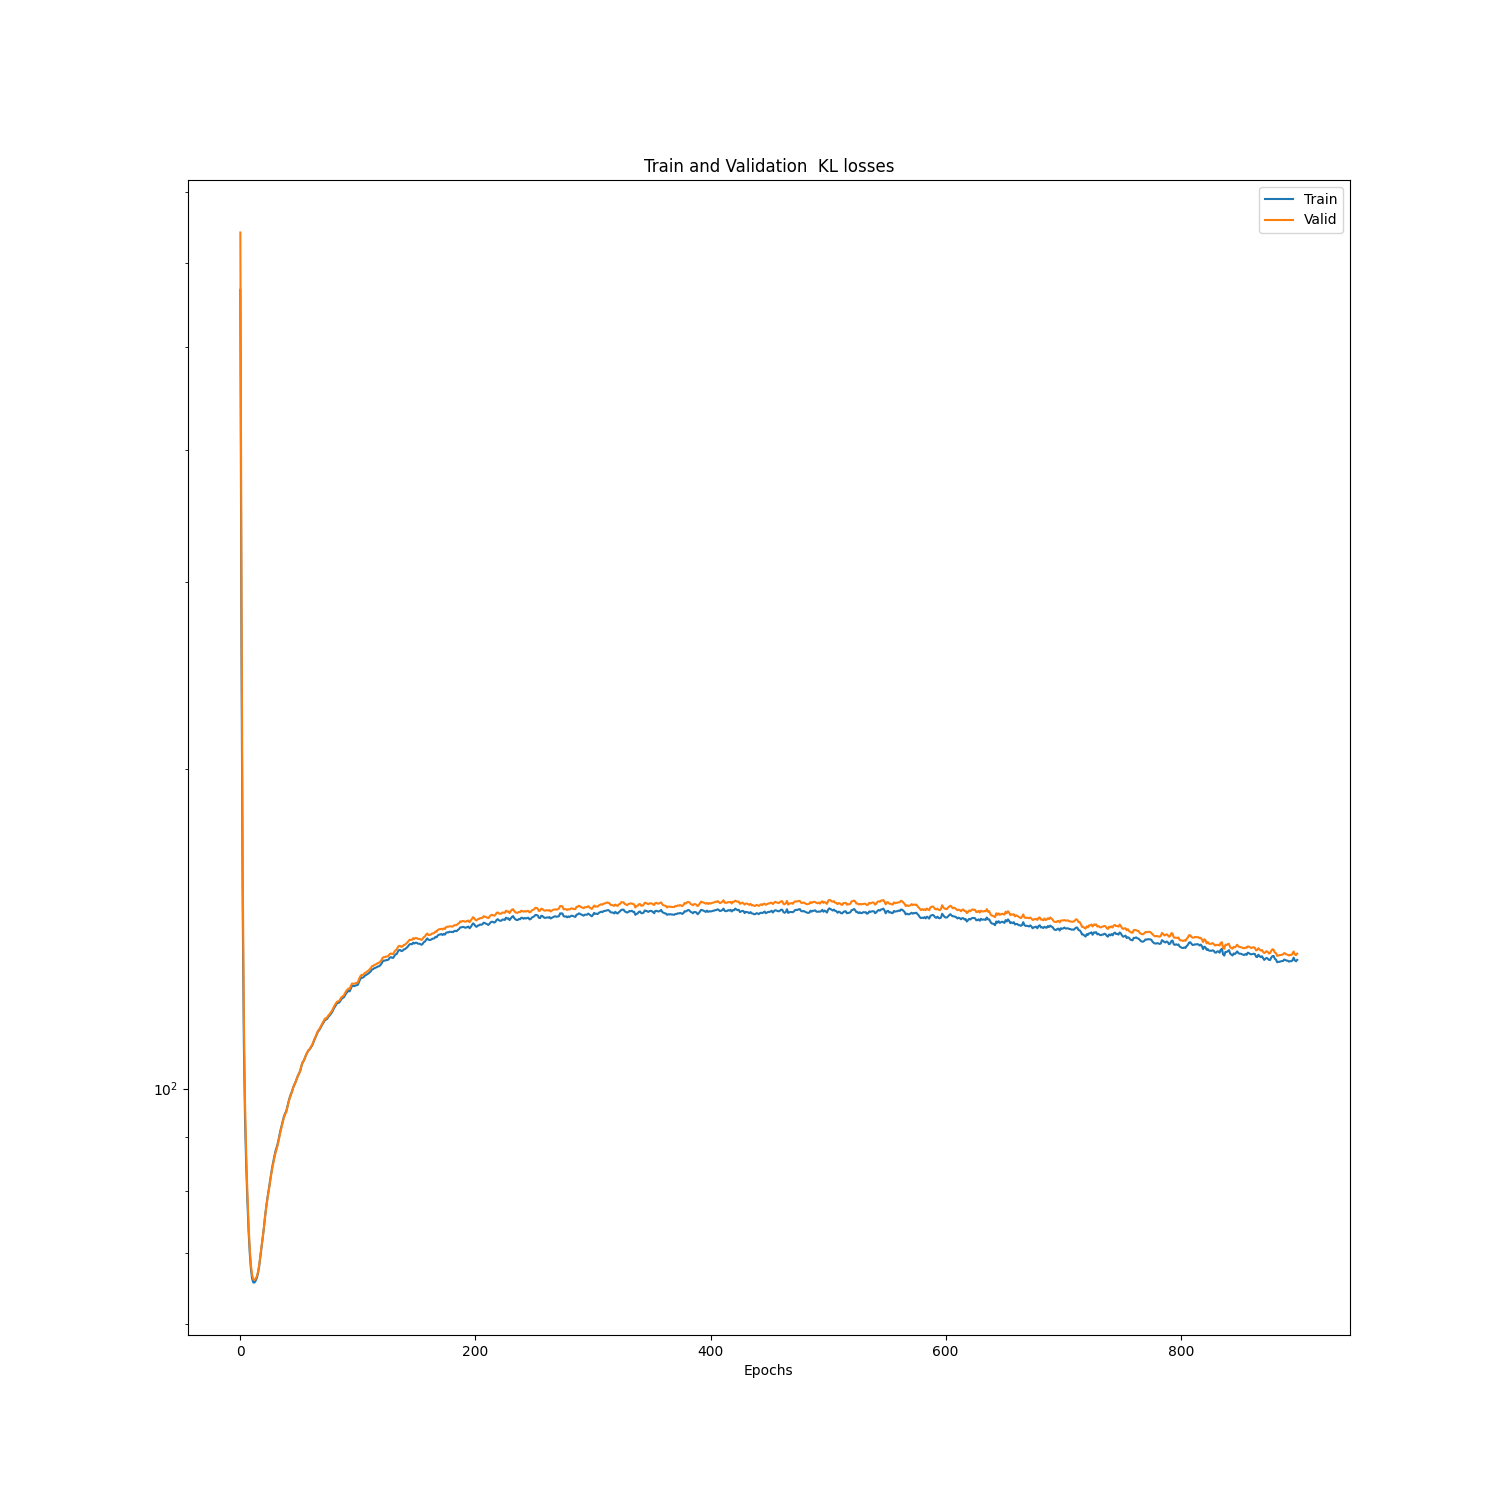 Train and Validation  KL losses
Train
Valid
10²
0 200 400 600 800
Epochs